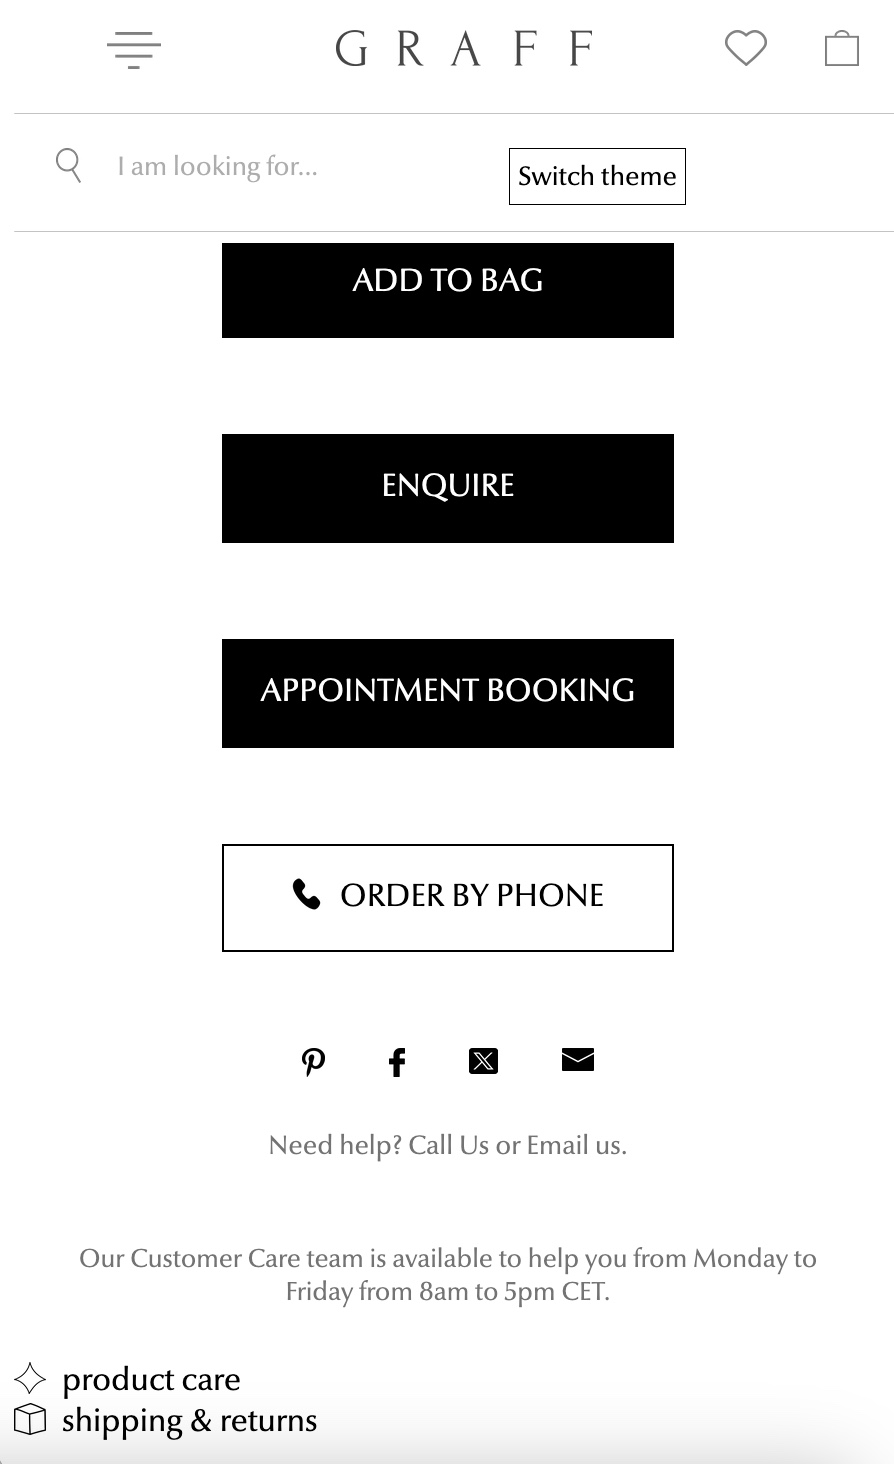 GRAFF
I am looking for...
Switch theme
ADD TO BAG
ENQUIRE
APPOINTMENT BOOKING
ORDER BY PHONE
Need help? Call Us or Email us.
Our Customer Care team is available to help you from Monday to
Friday from 8am to 5pm CET.
product care
shipping & returns